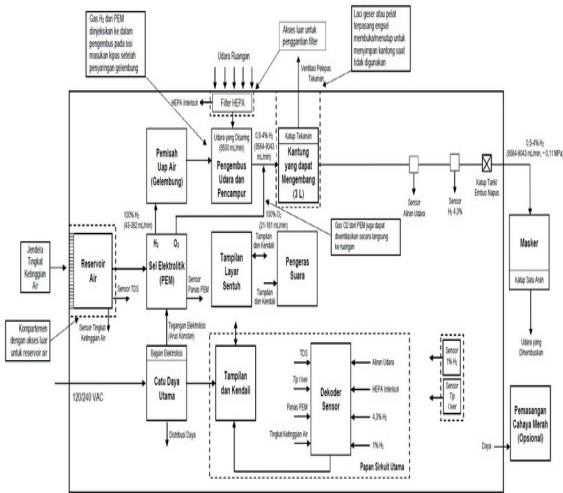 Gas H₂ dari PEM
diinjeksikan ke dalam
pengembus pada sisi
masukan kipas setelah
penyaringan gelembung
Udara Ruangan
Akses luar untuk
penggantian filter
Laci geser atau pelat
terpasang engsel
membuka/menutup untuk
menyimpan kantong saat
tidak digunakan
Ventilasi Pelepas
Tekanan
HEPA Interlock
Filter HEPA
Pemisah
Uap Air
(Gelembung)
Udara yang Disaring
(8500 mL/min)
Pengembus
Udara dan
Pencampur
0,5-4% H₂
(8564-9043
mL/min)
Katup Tekanan
Kantung
yang dapat
Mengembang
(3 L)
0,5-4% H₂
(8564-9043 mL/min, ~ 0,11 MPa)
Sensor
Aliran Udara
Sensor
H₂ 4,0%
Katup Tarik/
Embus Napas
100% H₂
(43-362 mL/min)
100% O₂
(21-181 mL/min)
Gas O2 dari PEM juga dapat
diventilasikan secara langsung
ke ruangan
Masker
Katup Satu Arah
Udara yang
Dihembuskan
Jendela
Tingkat
Ketinggian
Air
Reservoir
Air
H₂
O₂
Sel Elektrolitik
(PEM)
Sensor TDS
Sensor
Panas PEM
Tampilan
Layar
Sentuh
Tampilan
dan Kendali
Pengeras
Suara
Tampilan
dan Kendali
Kompartemen
dengan akses luar
untuk reservoir air
Sensor Tingkat
Ketinggian Air
Tegangan Elektrolisis
(Arus Konstan)
Bagian Elektrolisis
Catu Daya
Utama
120/240 VAC
Distribusi Daya
Tampilan
dan Kendali
TDS
Tip Over
Panas PEM
Tingkat Ketinggian Air
Dekoder
Sensor
Aliran Udara
HEPA Interlock
4,0% H₂
1% H₂
Papan Sirkuit Utama
Sensor
1% H₂
Sensor
Tip
Over
Daya
Pemasangan
Cahaya Merah
(Opsional)